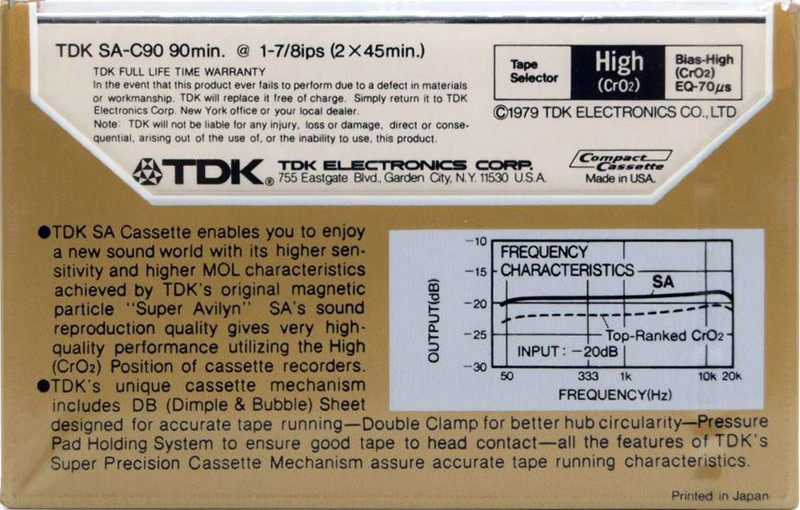 TDK SA-C90 90min. @ 1-7/8ips (2×45min.)
TDK FULL LIFE TIME WARRANTY
In the event that this product ever fails to perform due to a defect in materials
or workmanship. TDK will replace it free of charge. Simply return it to TDK
Electronics Corp. New York office or your local dealer.
Note: TDK will not be liable for any injury, loss or damage, direct or conse-
quential, arising out of the use of, or the inability to use, this product.
Tape
Selector
High
(CrO₂)
Bias-High
(CrO₂)
EQ-70μs
©1979 TDK ELECTRONICS CO., LTD
TDK® TDK ELECTRONICS CORP.
755 Eastgate Blvd., Garden City, N.Y. 11530 U.S.A.
Compact
Cassette
Made in USA.
●TDK SA Cassette enables you to enjoy
a new sound world with its higher sen-
sitivity and higher MOL characteristics
achieved by TDK's original magnetic
particle "Super Avilyn" SA's sound
reproduction quality gives very high-
quality performance utilizing the High
(CrO₂) Position of cassette recorders.
●TDK's unique cassette mechanism
includes DB (Dimple & Bubble) Sheet
designed for accurate tape running—Double Clamp for better hub circularity—Pressure
Pad Holding System to ensure good tape to head contact—all the features of TDK's
Super Precision Cassette Mechanism assure accurate tape running characteristics.
FREQUENCY
CHARACTERISTICS
OUTPUT(dB)
-10
-15
-20
-25
-30
SA
Top-Ranked CrO₂
INPUT: -20dB
50 333 1k 10k 20k
FREQUENCY(Hz)
Printed in Japan